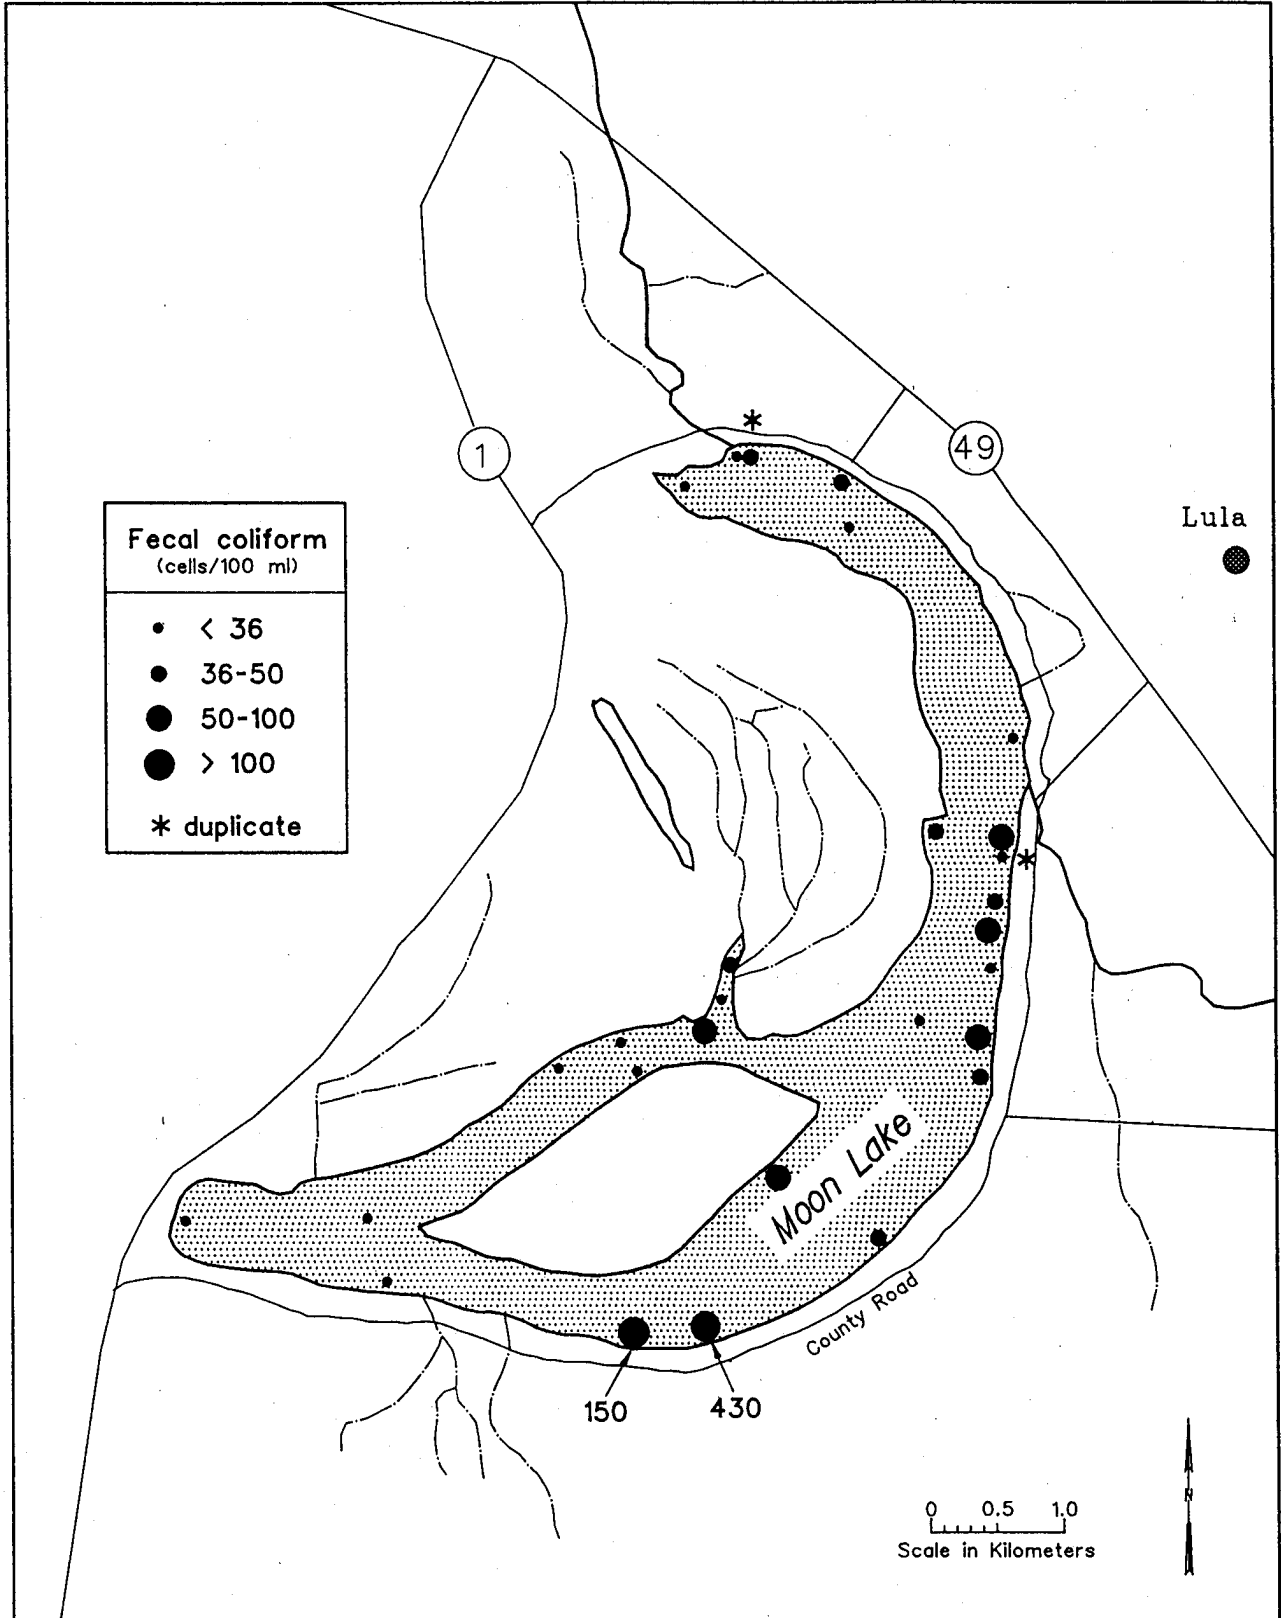 1
49
Lula
Fecal coliform
(cells/100 ml)
< 36
36-50
50-100
> 100
* duplicate
*
*
Moon Lake
County Road
150
430
0 0.5 1.0
Scale in Kilometers
N